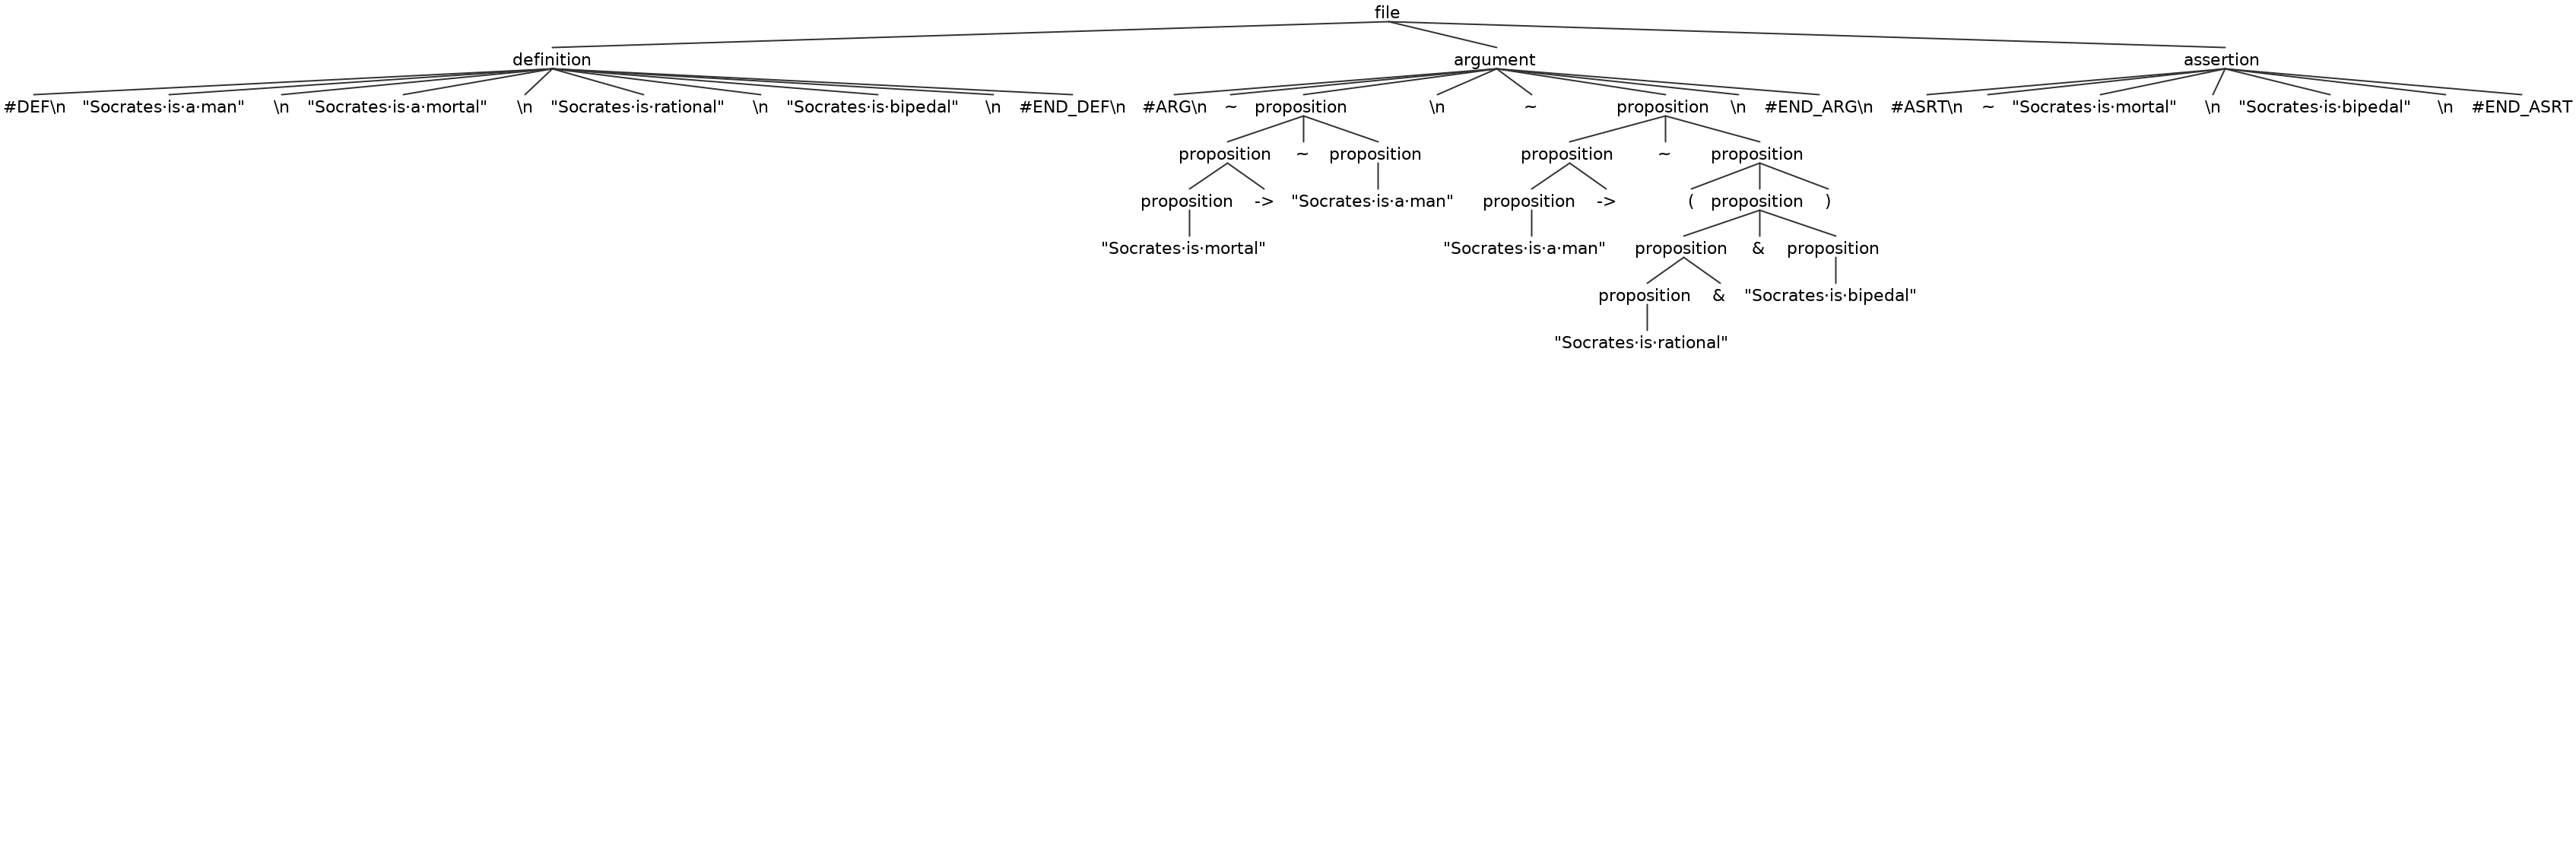 file
definition argument assertion
#DEF\n "Socrates·is·a·man" \n "Socrates·is·a·mortal" \n "Socrates·is·rational" \n "Socrates·is·bipedal" \n #END_DEF\n #ARG\n ~ proposition \n ~ proposition \n #END_ARG\n #ASRT\n ~ "Socrates·is·mortal" \n "Socrates·is·bipedal" \n #END_ASRT
proposition ~ proposition proposition ~ proposition
proposition -> "Socrates·is·a·man" proposition -> ( proposition )
"Socrates·is·mortal" "Socrates·is·a·man" proposition & proposition
proposition & "Socrates·is·bipedal"
"Socrates·is·rational"